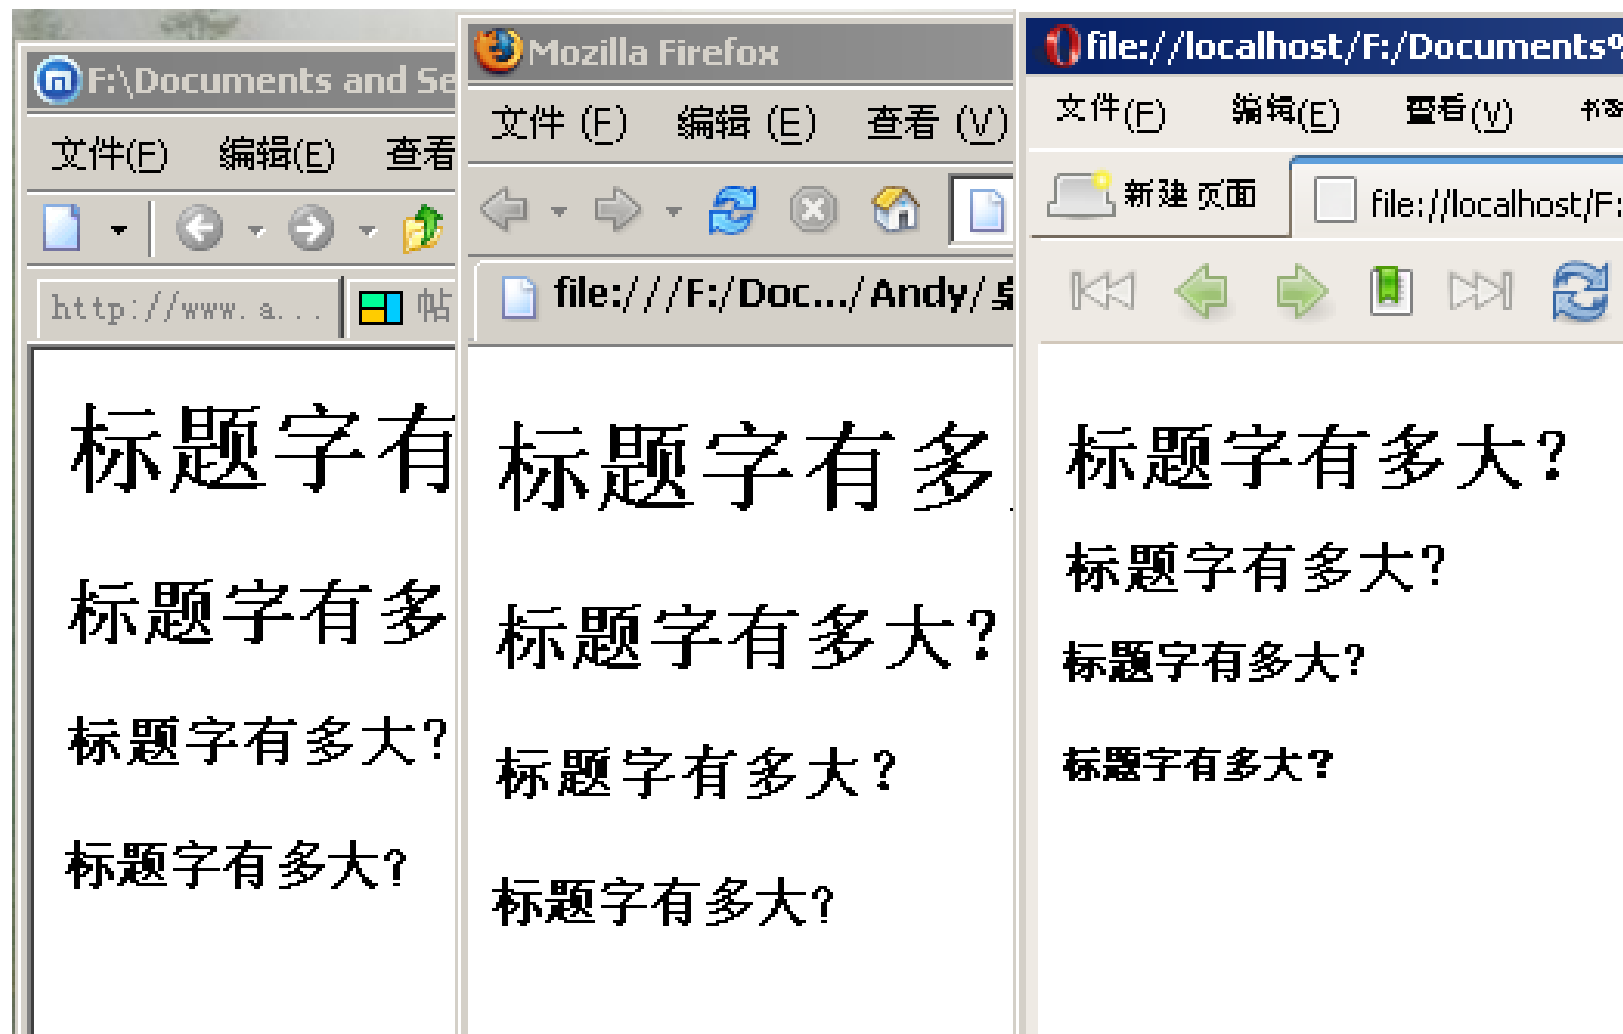 F:\Documents and Se
文件(F) 编辑(E) 查看
http://www.a... 帖
标题字有
标题字有多
标题字有多大?
标题字有多大?
Mozilla Firefox
文件 (F) 编辑 (E) 查看 (V)
file:///F:/Doc.../Andy/桌
标题字有多
标题字有多大?
标题字有多大?
标题字有多大?
file://localhost/F:/Documents%
文件(F) 编辑(E) 查看(V) 书签
新建页面 file://localhost/F:
标题字有多大?
标题字有多大?
标题字有多大?
标题字有多大?